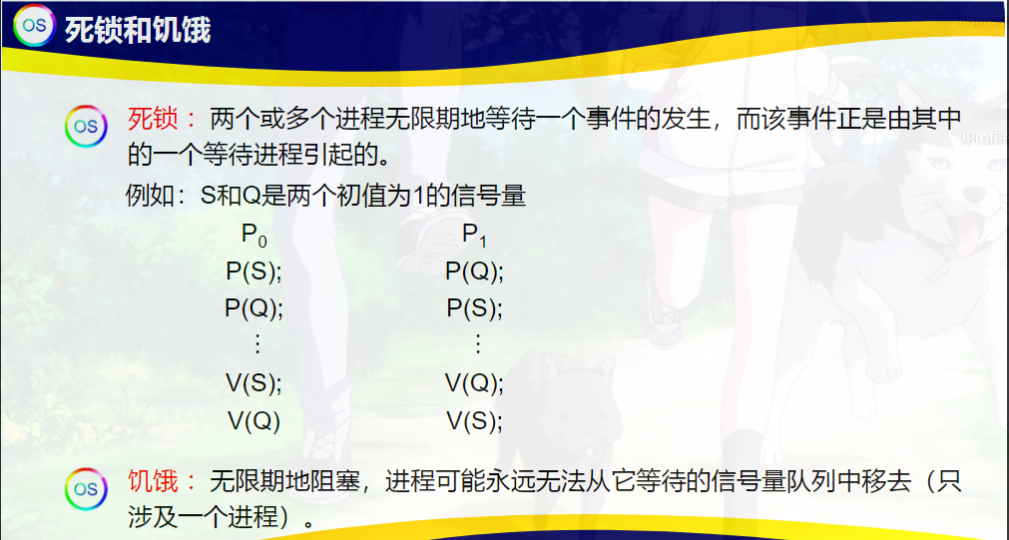 OS 死锁和饥饿
OS 死锁：两个或多个进程无限期地等待一个事件的发生，而该事件正是由其中
的一个等待进程引起的。
例如：S和Q是两个初值为1的信号量
P0 P1
P(S); P(Q);
P(Q); P(S);
⋮ ⋮
V(S); V(Q);
V(Q) V(S);
OS 饥饿：无限期地阻塞，进程可能永远无法从它等待的信号量队列中移去（只
涉及一个进程）。